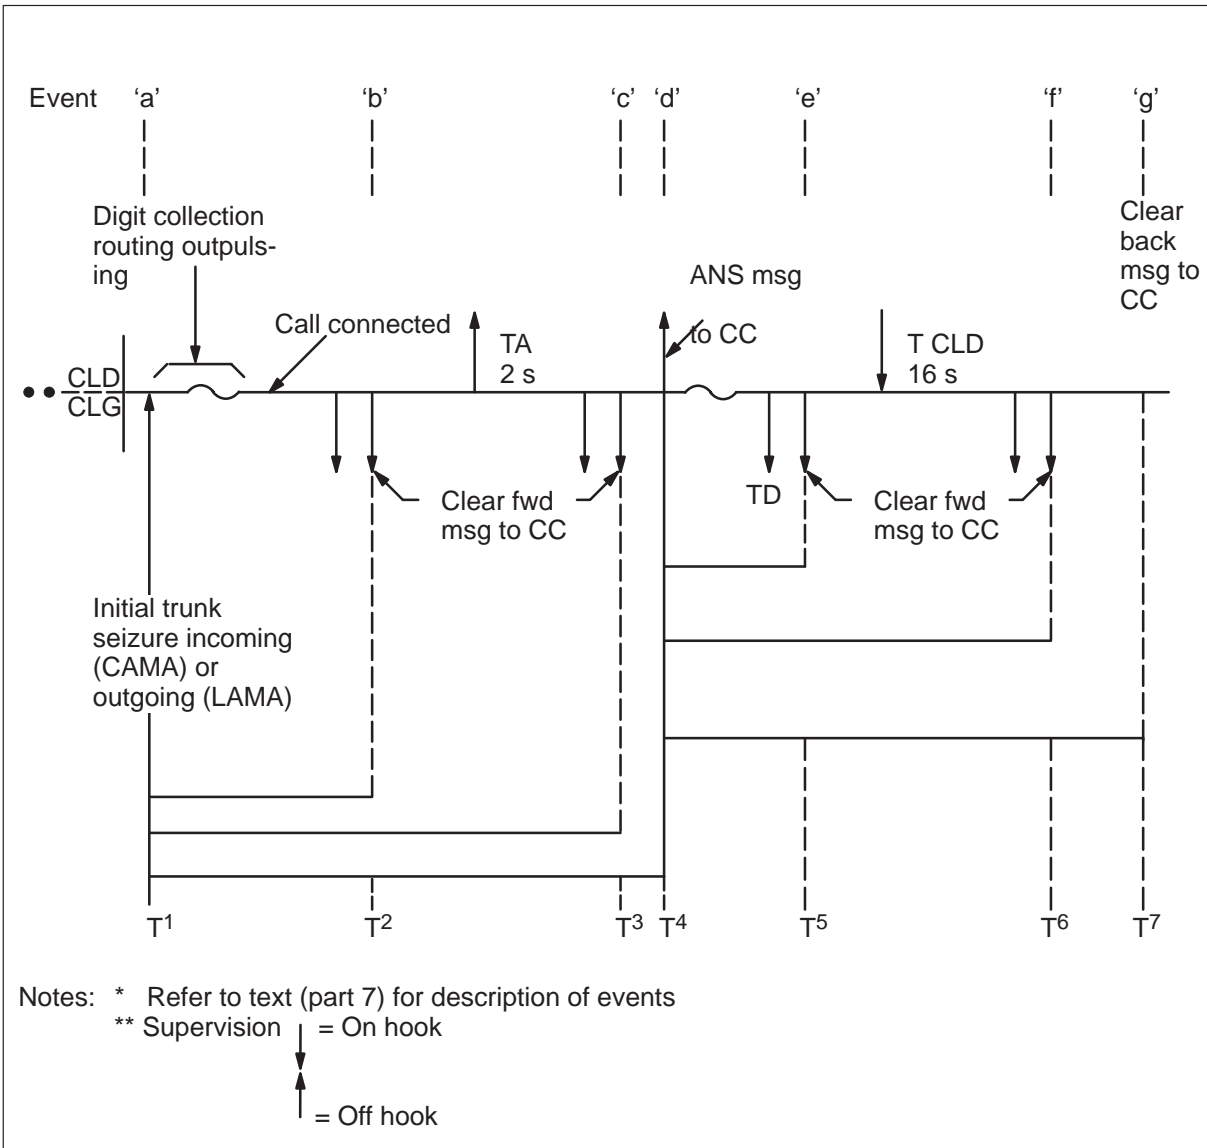 Event ‘a’ ‘b’ ‘c’ ‘d’ ‘e’ ‘f’ ‘g’
Digit collection
routing outpuls-
ing
Clear
back
msg to
CC
ANS msg
to CC
Call connected
TA
2 s
T CLD
16 s
CLD
CLG
Clear fwd
msg to CC
TD
Clear fwd
msg to CC
Initial trunk
seizure incoming
(CAMA) or
outgoing (LAMA)
T1 T2 T3 T4 T5 T6 T7
Notes: * Refer to text (part 7) for description of events
** Supervision = On hook
= Off hook